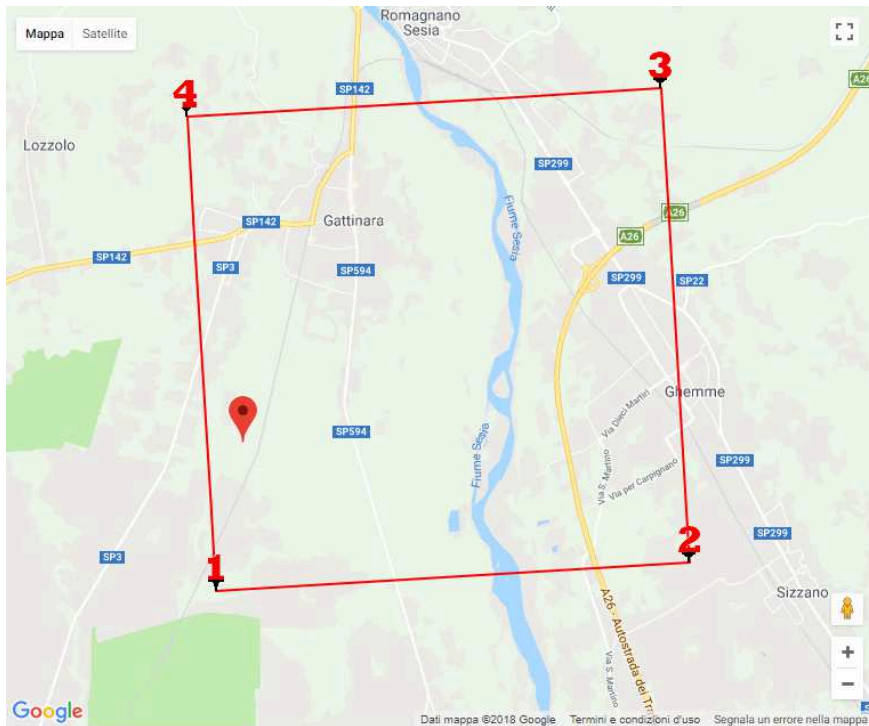 Mappa Satellite
Romagnano
Sesia
3
4
A26
SP142
Lozzolo
SP299
Fiume Sesia
A26
SP142
Gattinara
A26
SP142
SP3
SP594
SP299
SP22
Ghemme
Via Dieci Martiri
SP594
Fiume Sesia
Via S. Martino
Via per Carpignano
SP299
2
SP3
1
SP299
Sizzano
A26 - Autostrada dei Tra
Via S. Martino
+
−
Google
Dati mappa ©2018 Google Termini e condizioni d'uso Segnala un errore nella mappa